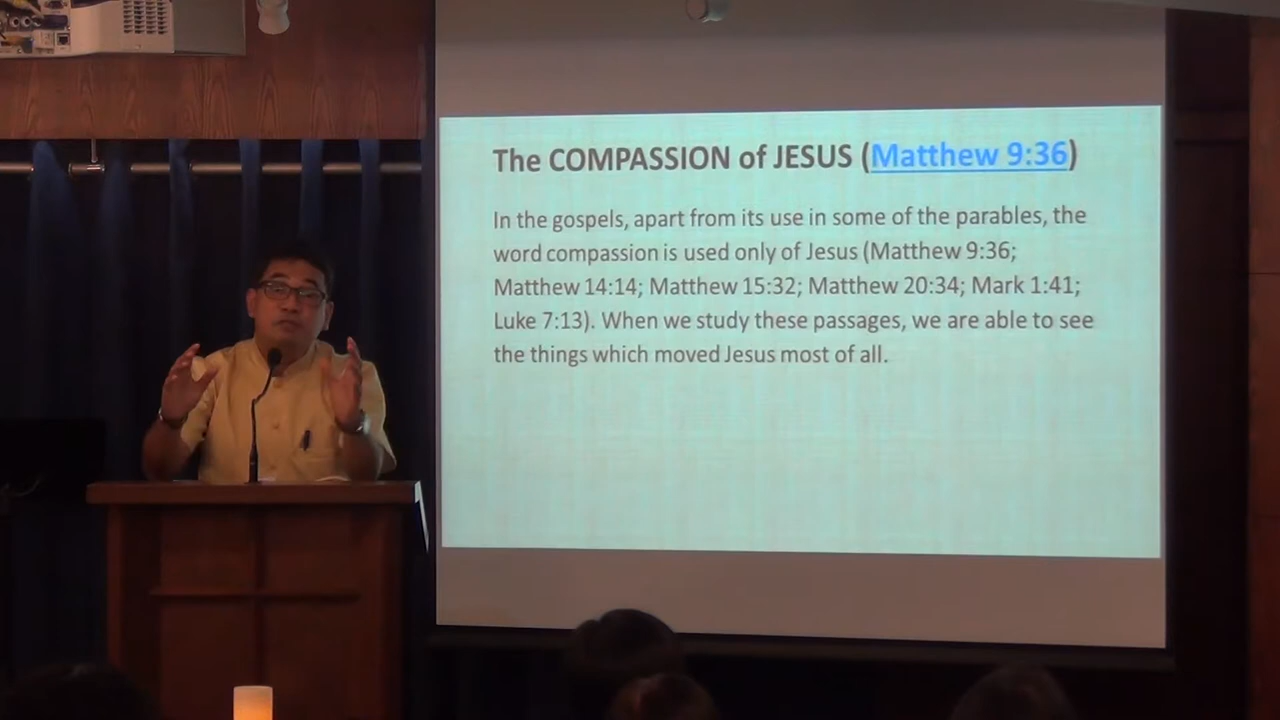 The COMPASSION of JESUS (Matthew 9:36)
In the gospels, apart from its use in some of the parables, the
word compassion is used only of Jesus (Matthew 9:36;
Matthew 14:14; Matthew 15:32; Matthew 20:34; Mark 1:41;
Luke 7:13). When we study these passages, we are able to see
the things which moved Jesus most of all.